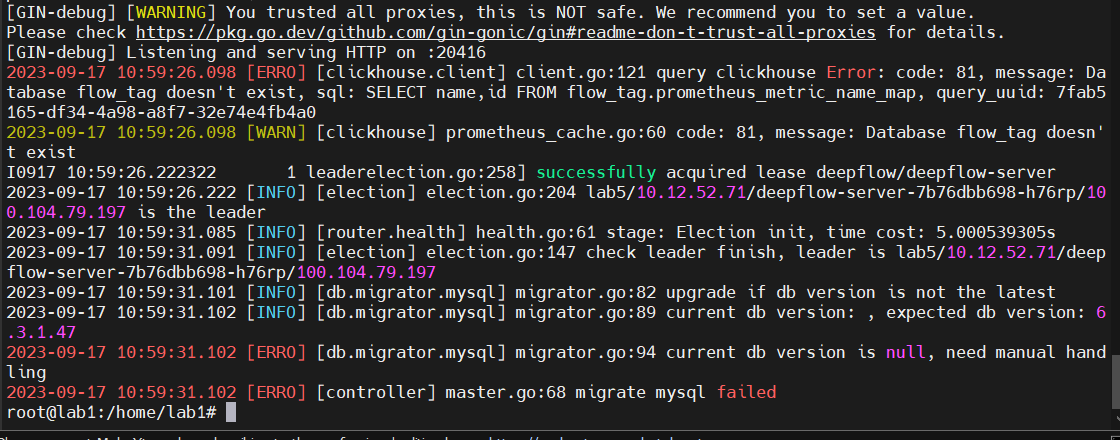 [GIN-debug] [WARNING] You trusted all proxies, this is NOT safe. We recommend you to set a value.
Please check https://pkg.go.dev/github.com/gin-gonic/gin#readme-don-t-trust-all-proxies for details.
[GIN-debug] Listening and serving HTTP on :20416
2023-09-17 10:59:26.098 [ERRO] [clickhouse.client] client.go:121 query clickhouse Error: code: 81, message: Da
tabase flow_tag doesn't exist, sql: SELECT name,id FROM flow_tag.prometheus_metric_name_map, query_uuid: 7fab5
165-df34-4a98-a8f7-32e74e4fb4a0
2023-09-17 10:59:26.098 [WARN] [clickhouse] prometheus_cache.go:60 code: 81, message: Database flow_tag doesn'
t exist
I0917 10:59:26.222322       1 leaderelection.go:258] successfully acquired lease deepflow/deepflow-server
2023-09-17 10:59:26.222 [INFO] [election] election.go:204 lab5/10.12.52.71/deepflow-server-7b76dbb698-h76rp/10
0.104.79.197 is the leader
2023-09-17 10:59:31.085 [INFO] [router.health] health.go:61 stage: Election init, time cost: 5.000539305s
2023-09-17 10:59:31.091 [INFO] [election] election.go:147 check leader finish, leader is lab5/10.12.52.71/deep
flow-server-7b76dbb698-h76rp/100.104.79.197
2023-09-17 10:59:31.101 [INFO] [db.migrator.mysql] migrator.go:82 upgrade if db version is not the latest
2023-09-17 10:59:31.102 [INFO] [db.migrator.mysql] migrator.go:89 current db version: , expected db version: 6
.3.1.47
2023-09-17 10:59:31.102 [ERRO] [db.migrator.mysql] migrator.go:94 current db version is null, need manual hand
ling
2023-09-17 10:59:31.102 [ERRO] [controller] master.go:68 migrate mysql failed
root@lab1:/home/lab1#